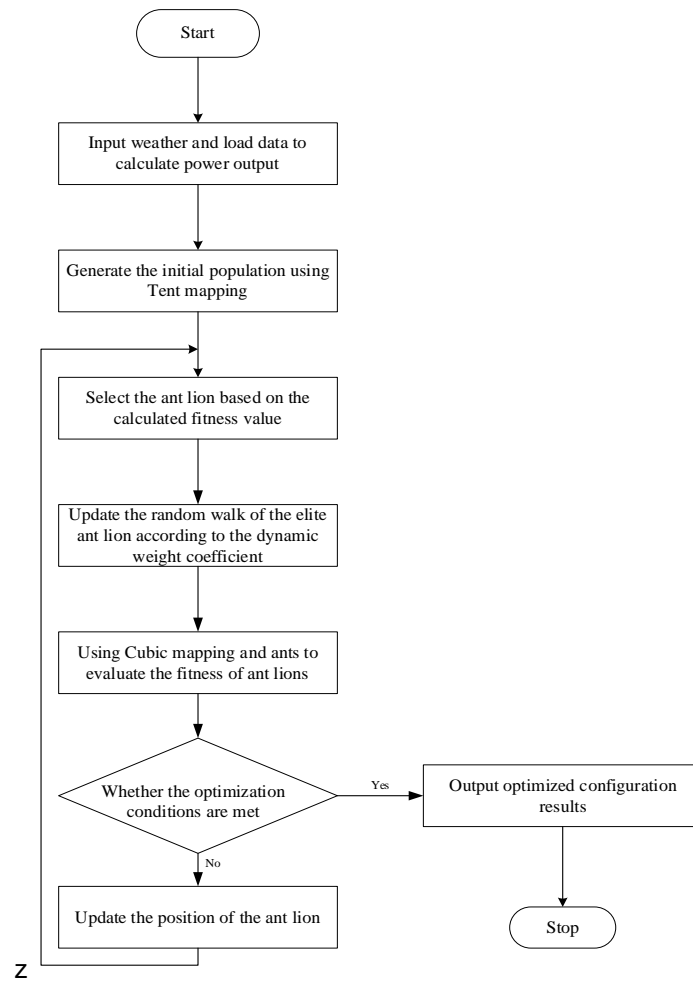 Start
Input weather and load data to
calculate power output
Generate the initial population using
Tent mapping
Select the ant lion based on the
calculated fitness value
Update the random walk of the elite
ant lion according to the dynamic
weight coefficient
Using Cubic mapping and ants to
evaluate the fitness of ant lions
Whether the optimization
conditions are met
Yes
Output optimized configuration
results
No
Update the position of the ant lion
Stop
z